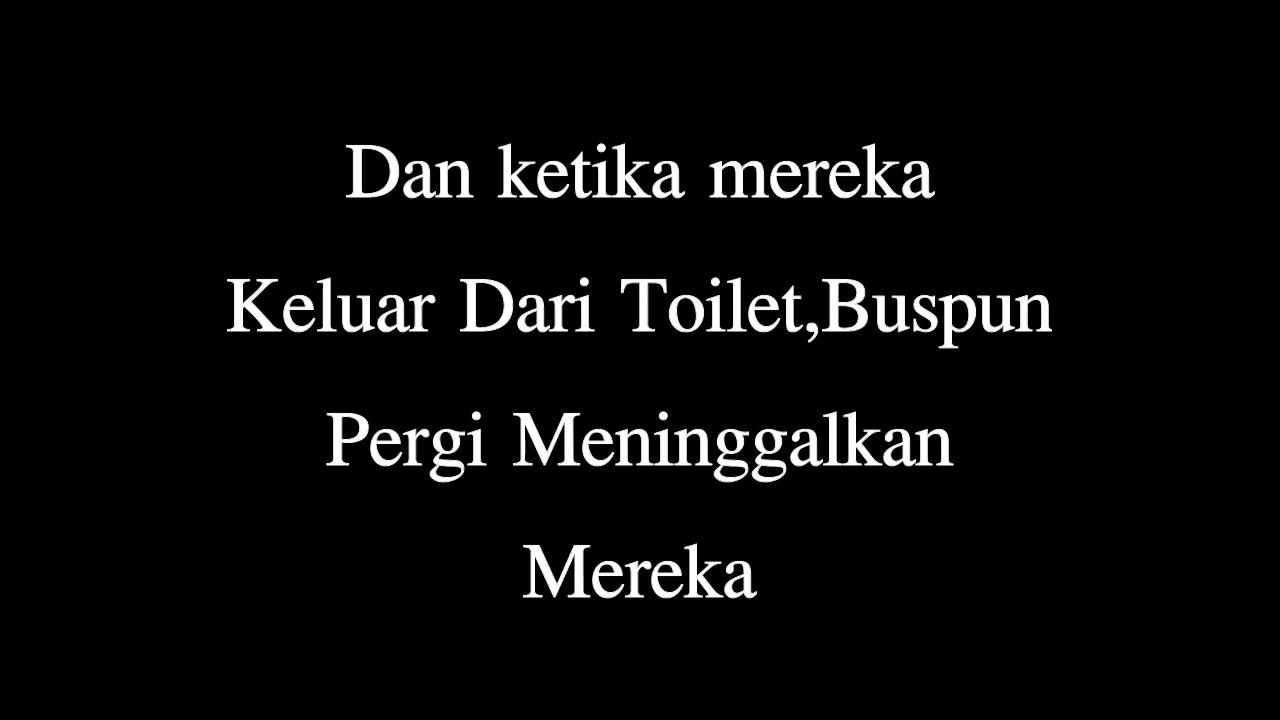 Dan ketika mereka
Keluar Dari Toilet,Buspun
Pergi Meninggalkan
Mereka